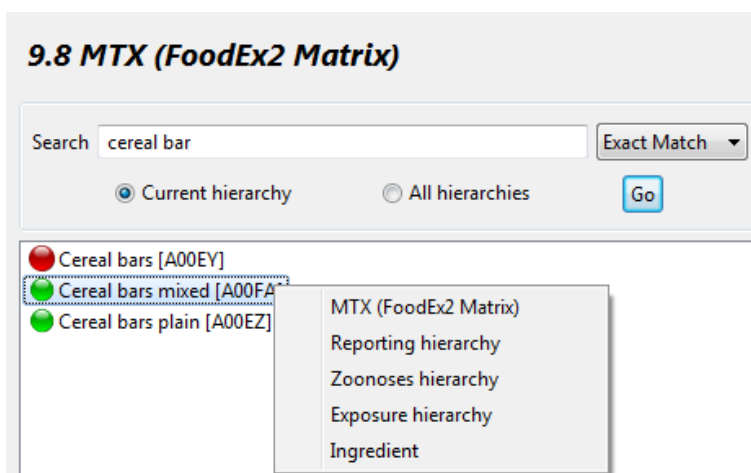 9.8 MTX (FoodEx2 Matrix)
Search cereal bar Exact Match
Current hierarchy All hierarchies Go
Cereal bars [A00EY]
Cereal bars mixed [A00FA]
Cereal bars plain [A00EZ]
MTX (FoodEx2 Matrix)
Reporting hierarchy
Zoonoses hierarchy
Exposure hierarchy
Ingredient